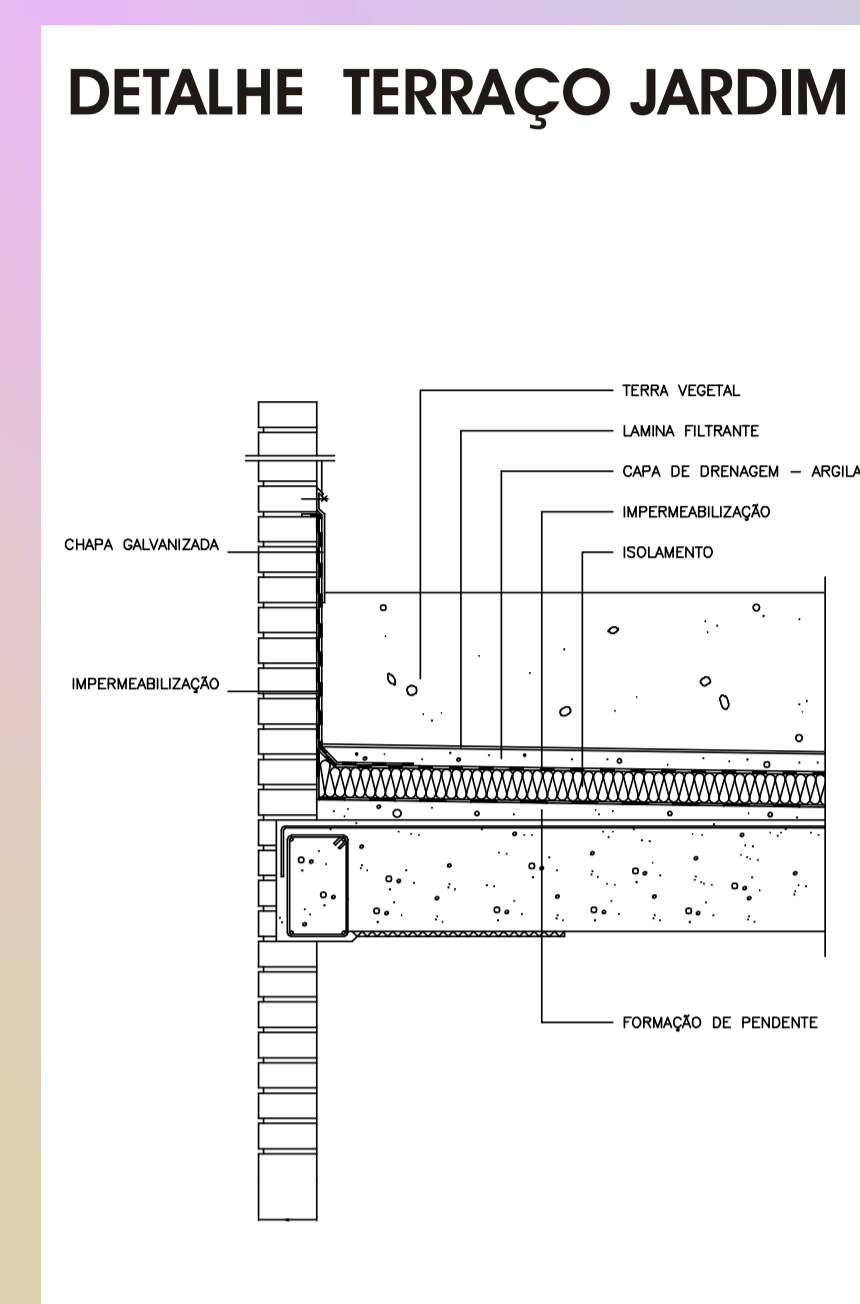 DETALHE TERRAÇO JARDIM
TERRA VEGETAL
LAMINA FILTRANTE
CAPA DE DRENAGEM – ARGILA
IMPERMEABILIZAÇÃO
ISOLAMENTO
CHAPA GALVANIZADA
IMPERMEABILIZAÇÃO
FORMAÇÃO DE PENDENTE